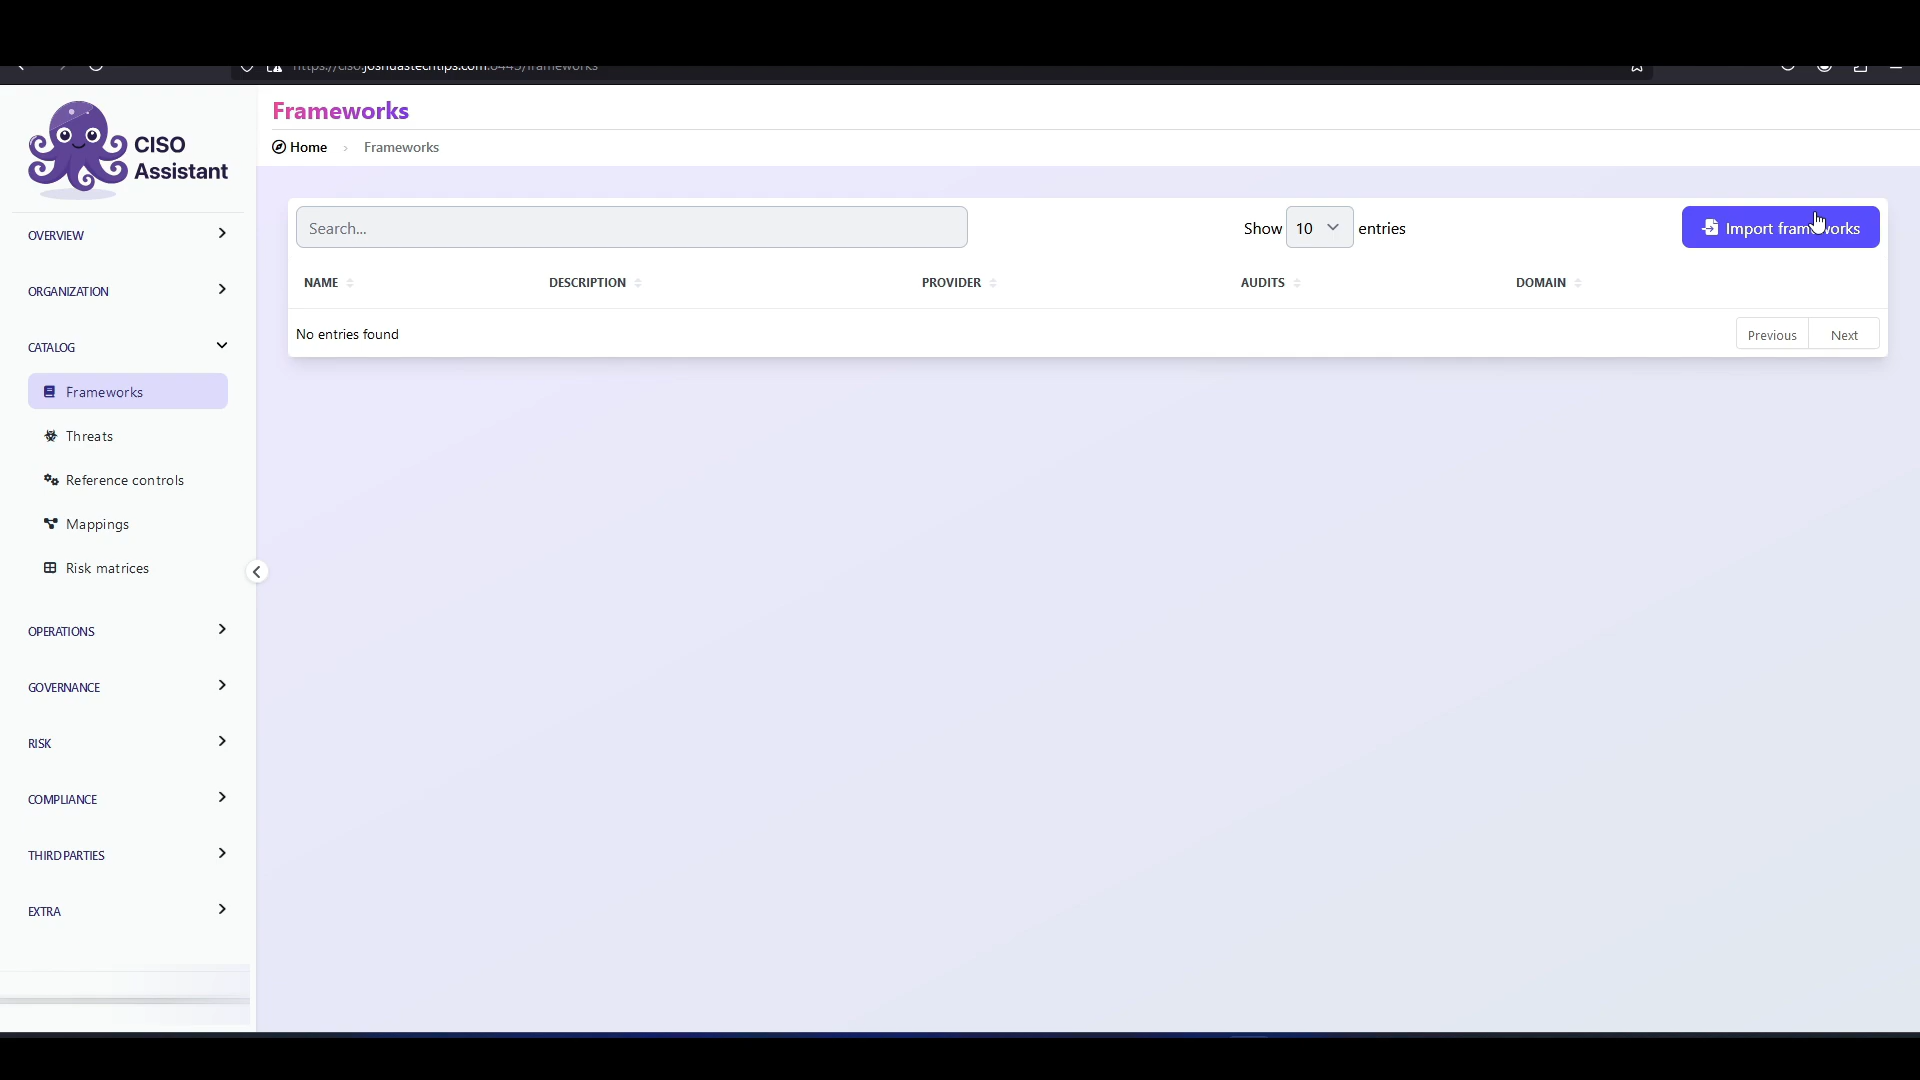 Frameworks
CISO
Assistant
Home
Frameworks
Search...
Show 10 entries
Import frameworks
NAME
DESCRIPTION
PROVIDER
AUDITS
DOMAIN
No entries found
Previous
Next
OVERVIEW
ORGANIZATION
CATALOG
Frameworks
Threats
Reference controls
Mappings
Risk matrices
OPERATIONS
GOVERNANCE
RISK
COMPLIANCE
THIRD PARTIES
EXTRA